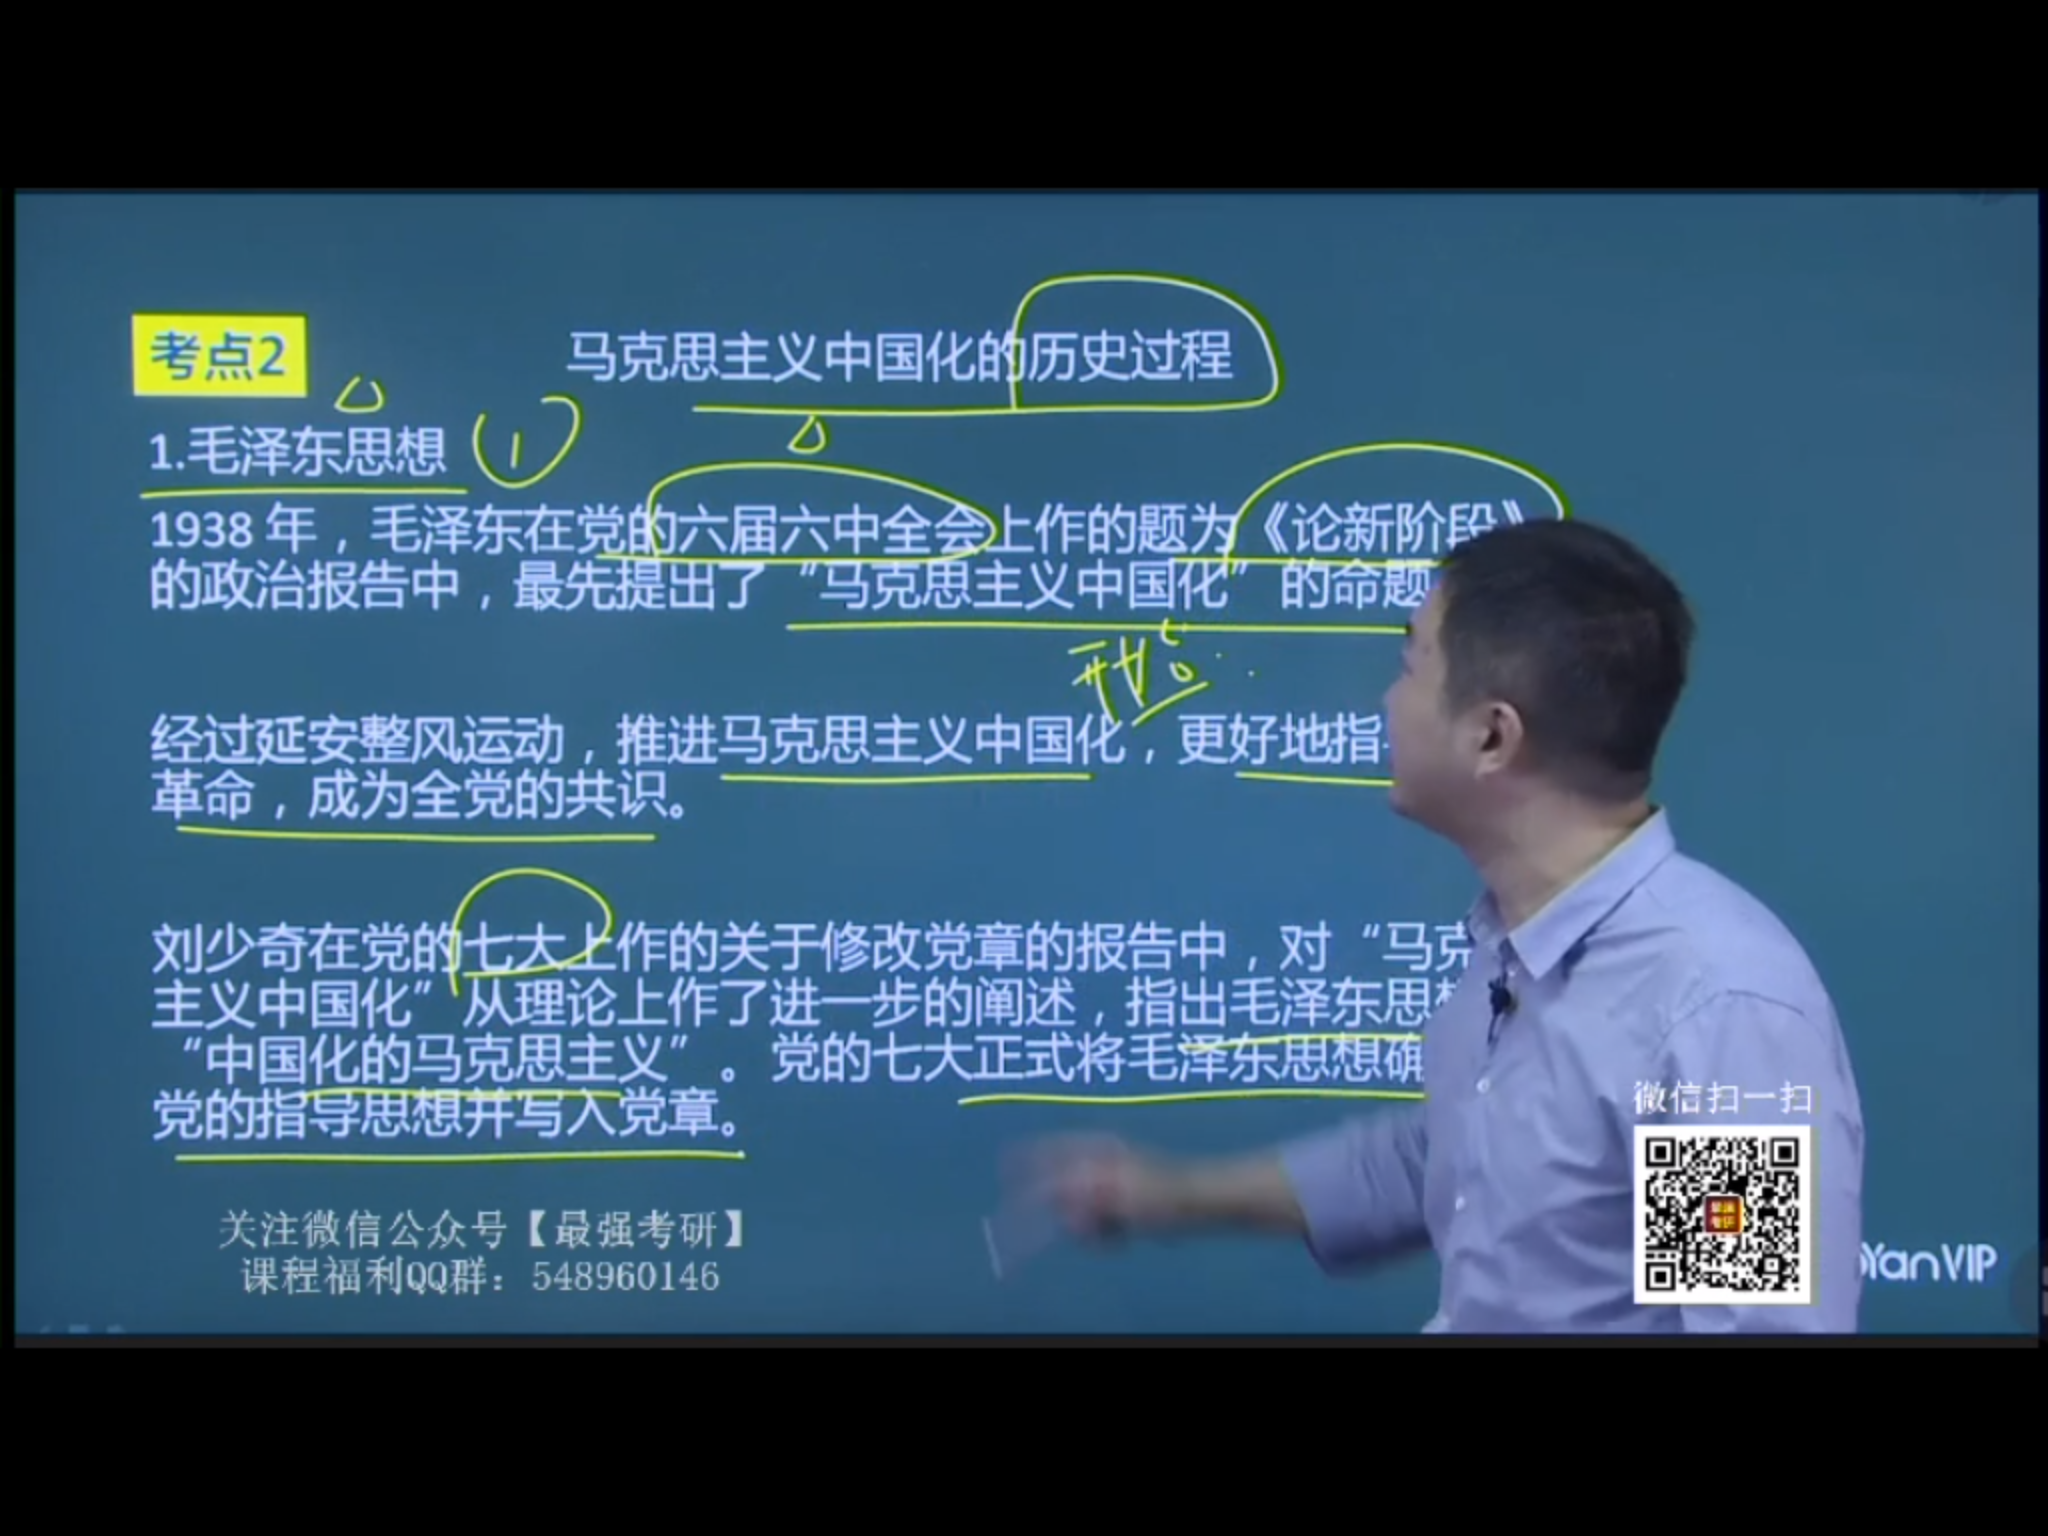 考点2
马克思主义中国化的历史过程
1.毛泽东思想
1
1938 年，毛泽东在党的六届六中全会上作的题为《论新阶段》
的政治报告中，最先提出了“马克思主义中国化”的命题
经过延安整风运动，推进马克思主义中国化，更好地指
革命，成为全党的共识。
刘少奇在党的七大上作的关于修改党章的报告中，对“马克
主义中国化”从理论上作了进一步的阐述，指出毛泽东思
“中国化的马克思主义”。党的七大正式将毛泽东思想确
党的指导思想并写入党章。
微信扫一扫
关注微信公众号【最强考研】
课程福利QQ群：548960146
YanVIP